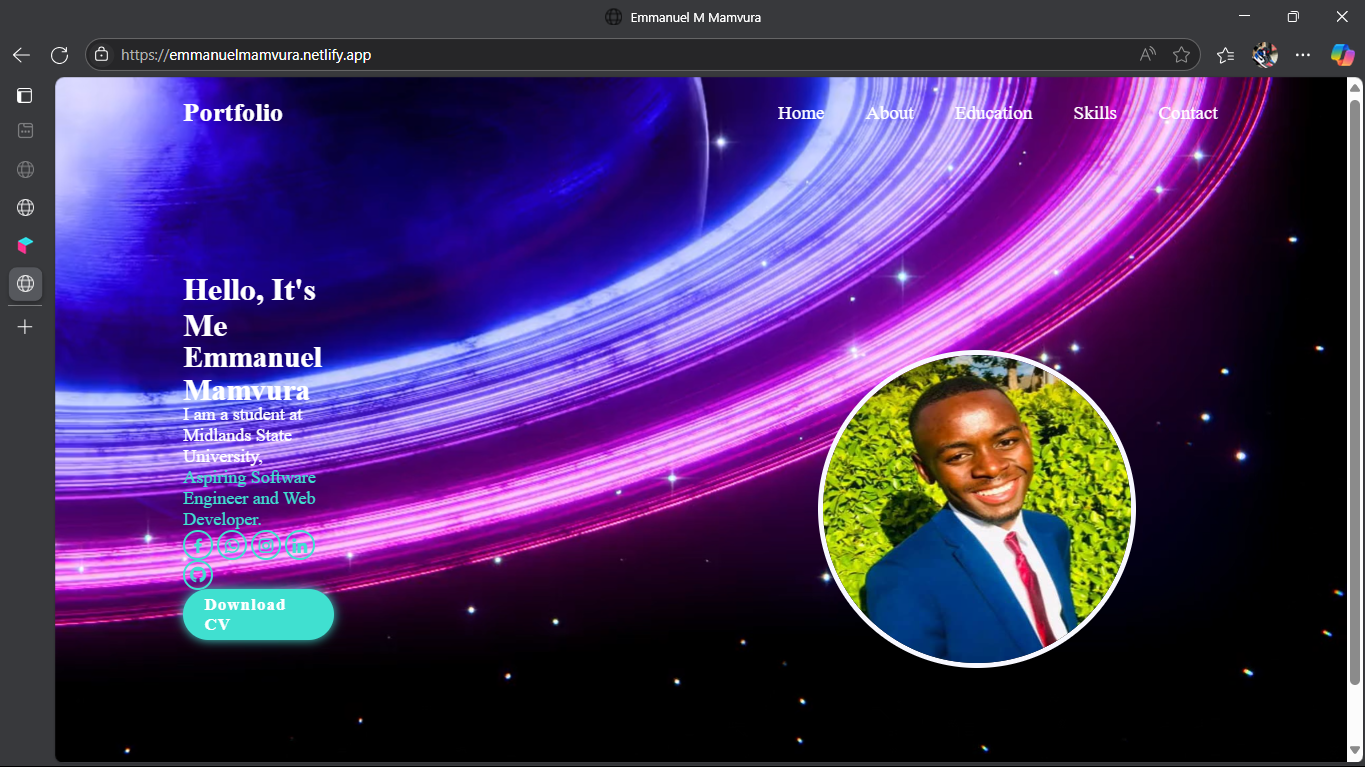 Emmanuel M Mamvura
https://emmanuelmamvura.netlify.app
Portfolio
Home About Education Skills Contact
Hello, It's
Me
Emmanuel
Mamvura
I am a student at
Midlands State
University,
Aspiring Software
Engineer and Web
Developer.
Download
CV